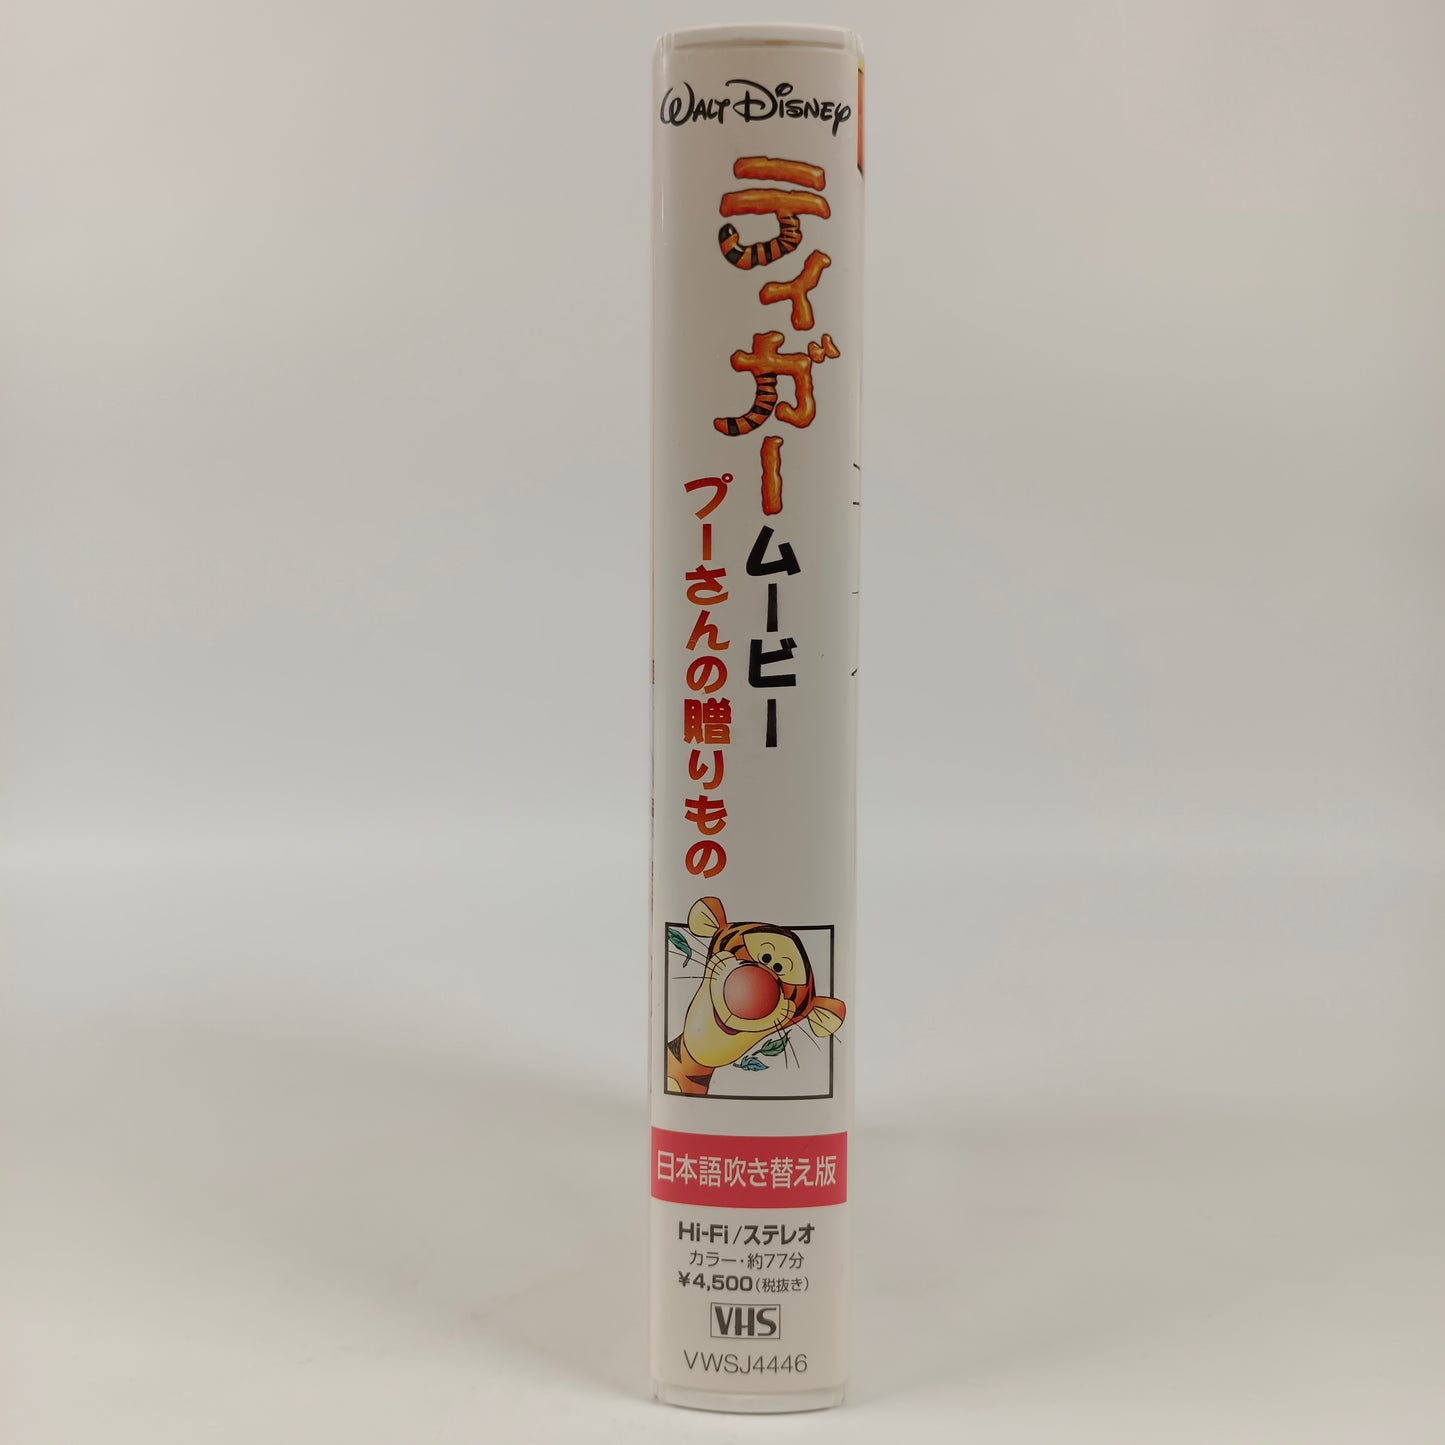 WALT DISNEY
ティガー
ムービー
プーさんの贈りもの
日本語吹き替え版
Hi-Fi/ステレオ
カラー・約77分
¥4,500(税抜き)
VHS
VWSJ4446